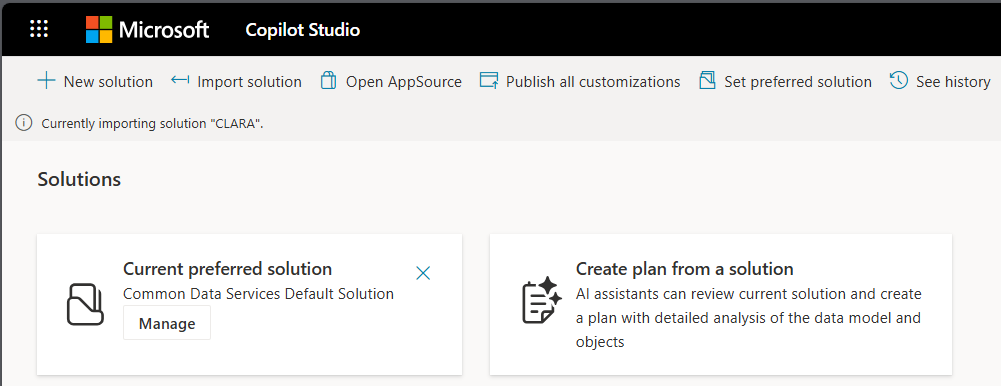 Microsoft Copilot Studio
New solution Import solution Open AppSource Publish all customizations Set preferred solution See history
Currently importing solution "CLARA".
Solutions
Current preferred solution
Common Data Services Default Solution
Manage
Create plan from a solution
AI assistants can review current solution and create
a plan with detailed analysis of the data model and
objects